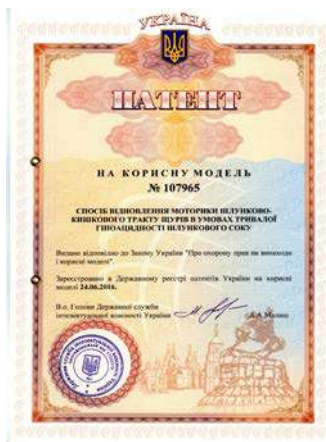 УКРАЇНА
ПАТЕНТ
НА КОРИСНУ МОДЕЛЬ
№ 107965
СПОСІБ ВІДНОВЛЕННЯ МОТОРИКИ ШЛУНКОВО-
КИШКОВОГО ТРАКТУ ЩУРІВ В УМОВАХ ТРИВАЛОЇ
ГІПОАЦИДНОСТІ ШЛУНКОВОГО СОКУ
Видано відповідно до Закону України "Про охорону прав на винаходи
і корисні моделі".
Зареєстровано в Державному реєстрі патентів України на корисні
моделі 24.06.2016.
В.о. Голови Державної служби
інтелектуальної власності України
А.А.Малиш